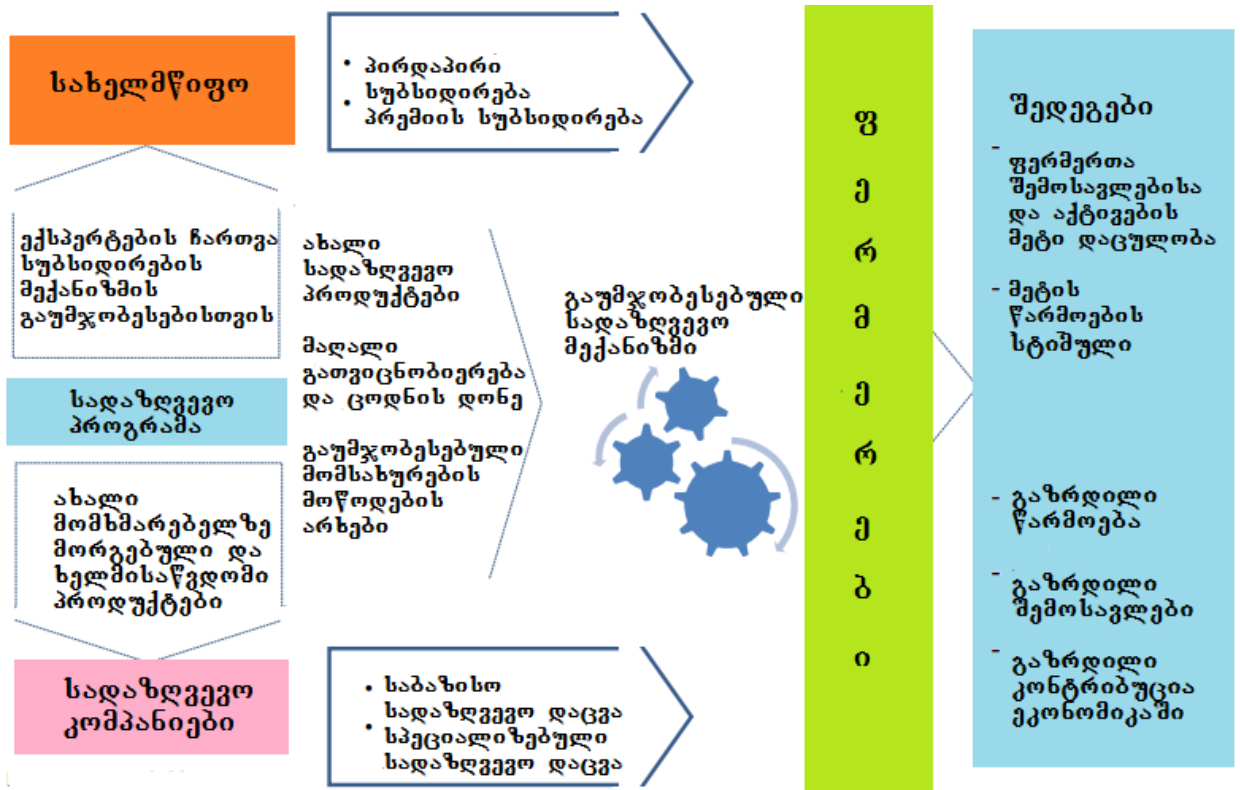 სახელმწიფო
• პირდაპირი
სუბსიდირება
• პრემიის სუბსიდირება
ექსპერტების ჩართვა
სუბსიდირების
მექანიზმის
გაუმჯობესებისთვის
სადაზღვევო
პროგრამა
ახალი
მომხმარებელზე
მორგებული და
ხელმისაწვდომი
პროდუქტები
სადაზღვევო
კომპანიები
ახალი
სადაზღვევო
პროდუქტები
მაღალი
გათვიცნობიერება
და ცოდნის დონე
გაუმჯობესებული
მომსახურების
მოწოდების
არხები
გაუმჯობესებული
სადაზღვევო
მექანიზმი
• საბაზისო
სადაზღვევო დაცვა
• სპეციალიზებული
სადაზღვევო დაცვა
ფ
ე
რ
მ
ე
რ
ე
ბ
ი
შედეგები
- ფერმერთა
შემოსავლებისა
და აქტივების
მეტი დაცულობა
- მეტის
წარმოების
სტიმული
- გაზრდილი
წარმოება
- გაზრდილი
შემოსავლები
- გაზრდილი
კონტრიბუცია
ეკონომიკაში